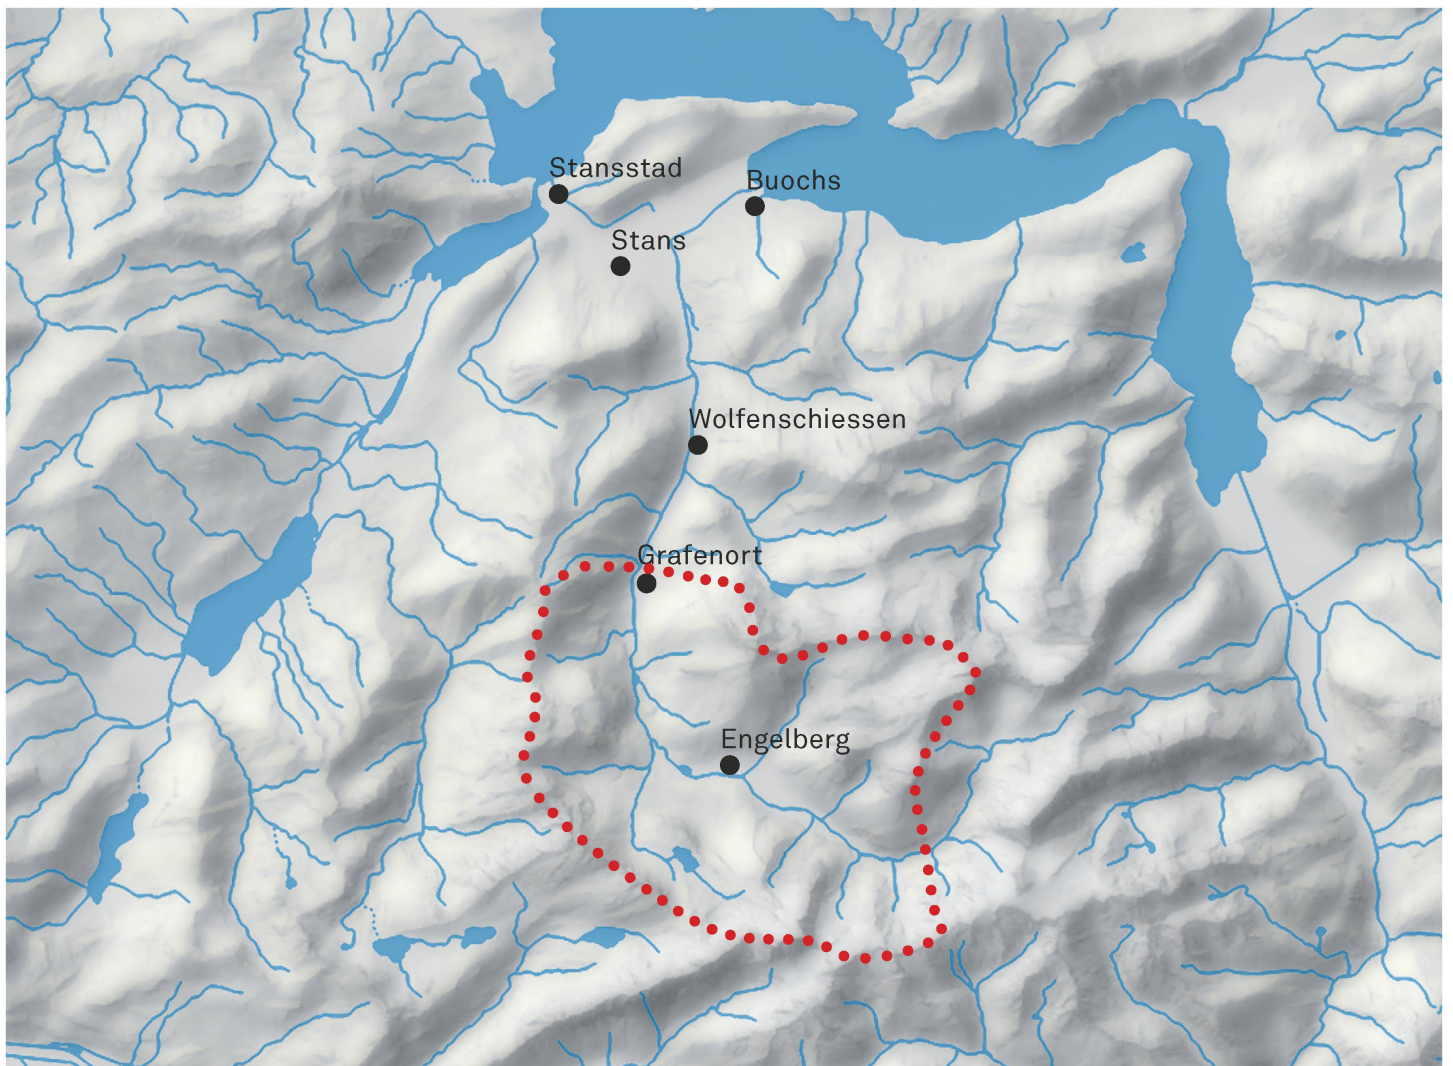 Stansstad
Buochs
Stans
Wolfenschiessen
Grafenort
Engelberg